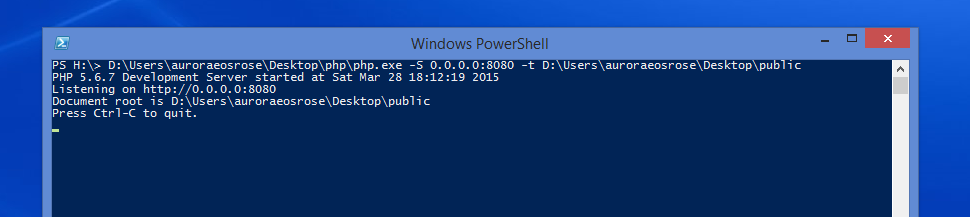 Windows PowerShell
PS H:\> D:\Users\auroraeosrose\Desktop\php\php.exe -S 0.0.0.0:8080 -t D:\Users\auroraeosrose\Desktop\public
PHP 5.6.7 Development Server started at Sat Mar 28 18:12:19 2015
Listening on http://0.0.0.0:8080
Document root is D:\Users\auroraeosrose\Desktop\public
Press Ctrl-C to quit.